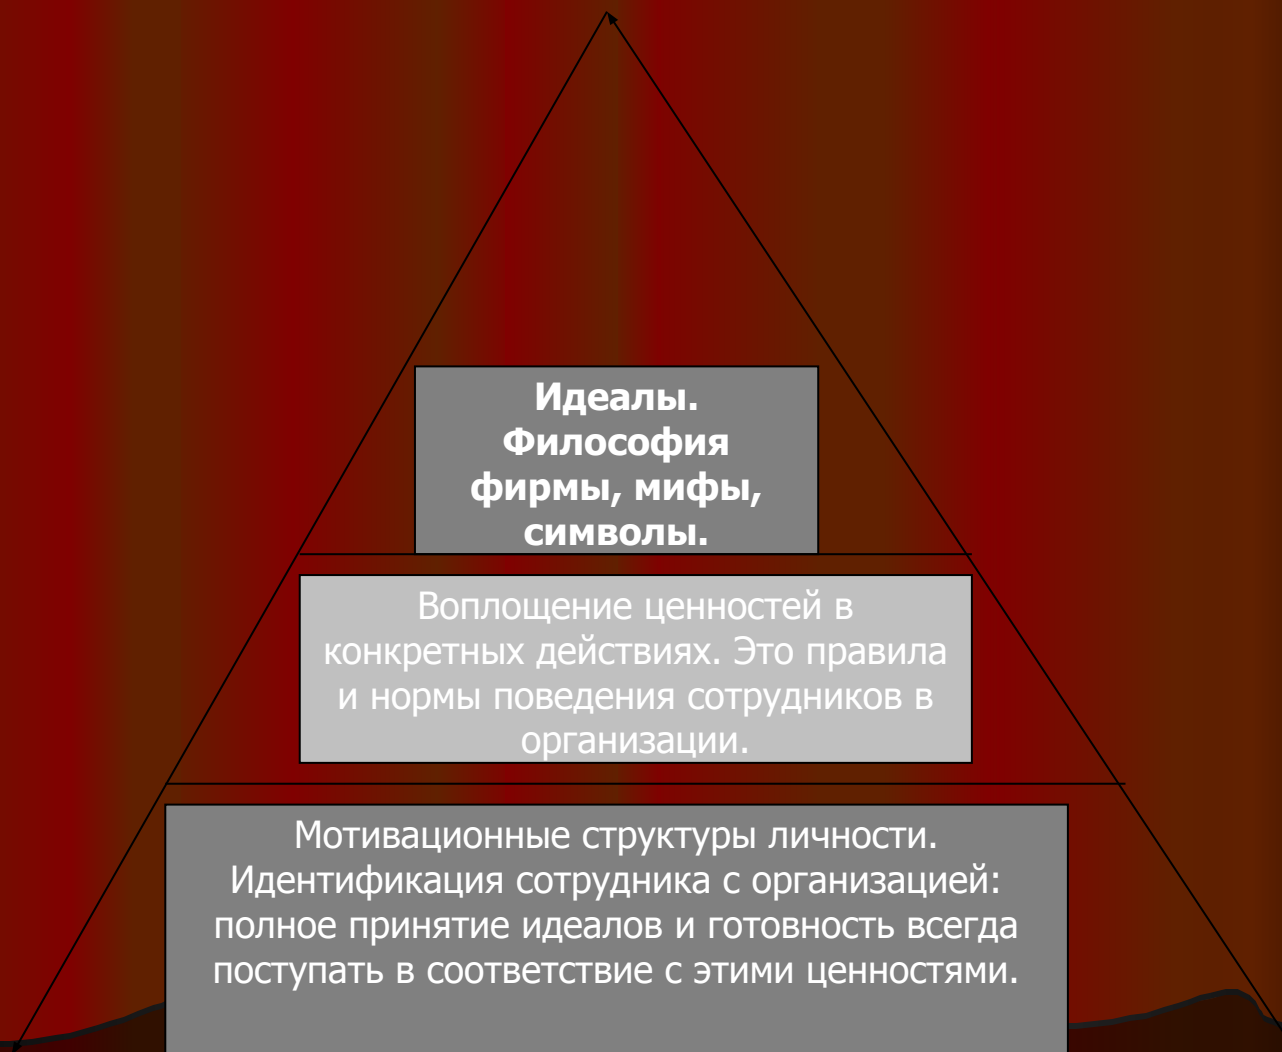 Идеалы.
Философия
фирмы, мифы,
символы.
Воплощение ценностей в
конкретных действиях. Это правила
и нормы поведения сотрудников в
организации.
Мотивационные структуры личности.
Идентификация сотрудника с организацией:
полное принятие идеалов и готовность всегда
поступать в соответствие с этими ценностями.